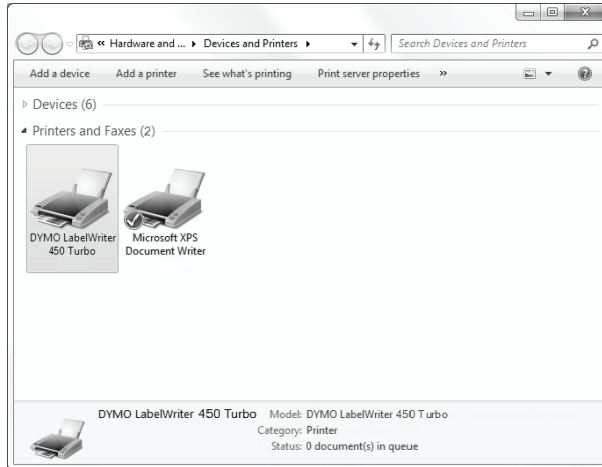 « Hardware and ... ▸ Devices and Printers ▸
Search Devices and Printers
Add a device Add a printer See what's printing Print server properties »
Devices (6)
Printers and Faxes (2)
DYMO LabelWriter
450 Turbo
Microsoft XPS
Document Writer
DYMO LabelWriter 450 Turbo Model: DYMO LabelWriter 450 Turbo
Category: Printer
Status: 0 document(s) in queue